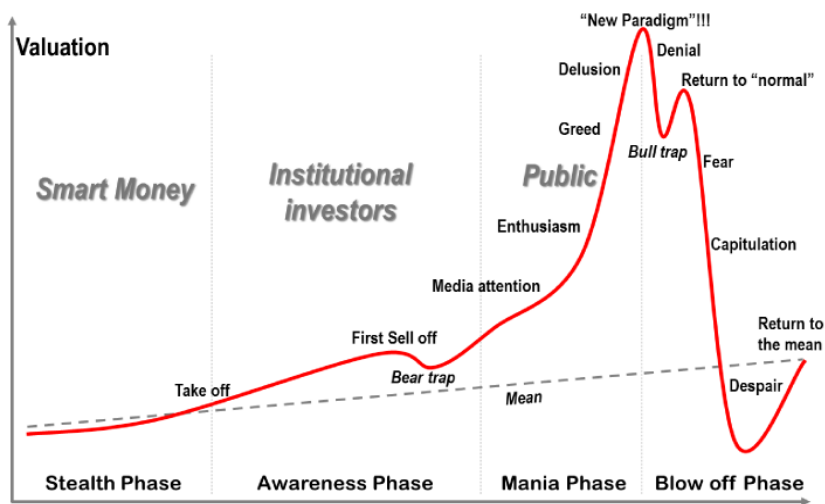 “New Paradigm”!!!
Valuation
Denial
Delusion
Return to “normal”
Greed
Bull trap
Fear
Smart Money
Institutional
investors
Public
Enthusiasm
Capitulation
Media attention
First Sell off
Return to
the mean
Bear trap
Take off
Mean
Despair
Stealth Phase
Awareness Phase
Mania Phase
Blow off Phase